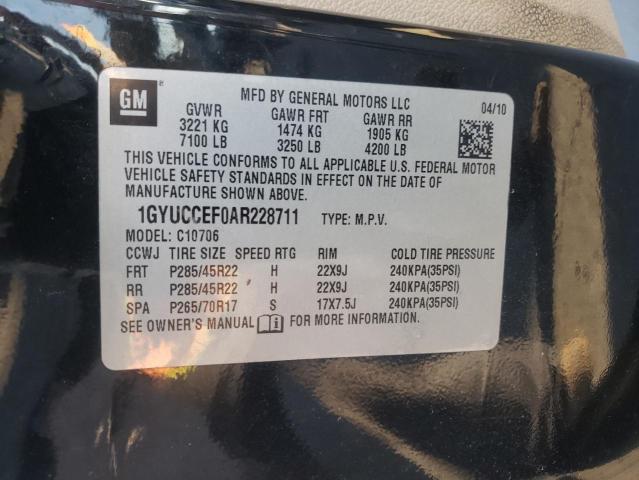 GM
MFD BY GENERAL MOTORS LLC 04/10
GVWR GAWR FRT GAWR RR
3221 KG 1474 KG 1905 KG
7100 LB 3250 LB 4200 LB
THIS VEHICLE CONFORMS TO ALL APPLICABLE U.S. FEDERAL MOTOR
VEHICLE SAFETY STANDARDS IN EFFECT ON THE DATE OF
MANUFACTURE SHOWN ABOVE.
1GYUCCEF0AR228711 TYPE: M.P.V.
MODEL: C10706
CCWJ TIRE SIZE SPEED RTG RIM COLD TIRE PRESSURE
FRT P285/45R22 H 22X9J 240KPA(35PSI)
RR P285/45R22 H 22X9J 240KPA(35PSI)
SPA P265/70R17 S 17X7.5J 240KPA(35PSI)
SEE OWNER'S MANUAL FOR MORE INFORMATION.